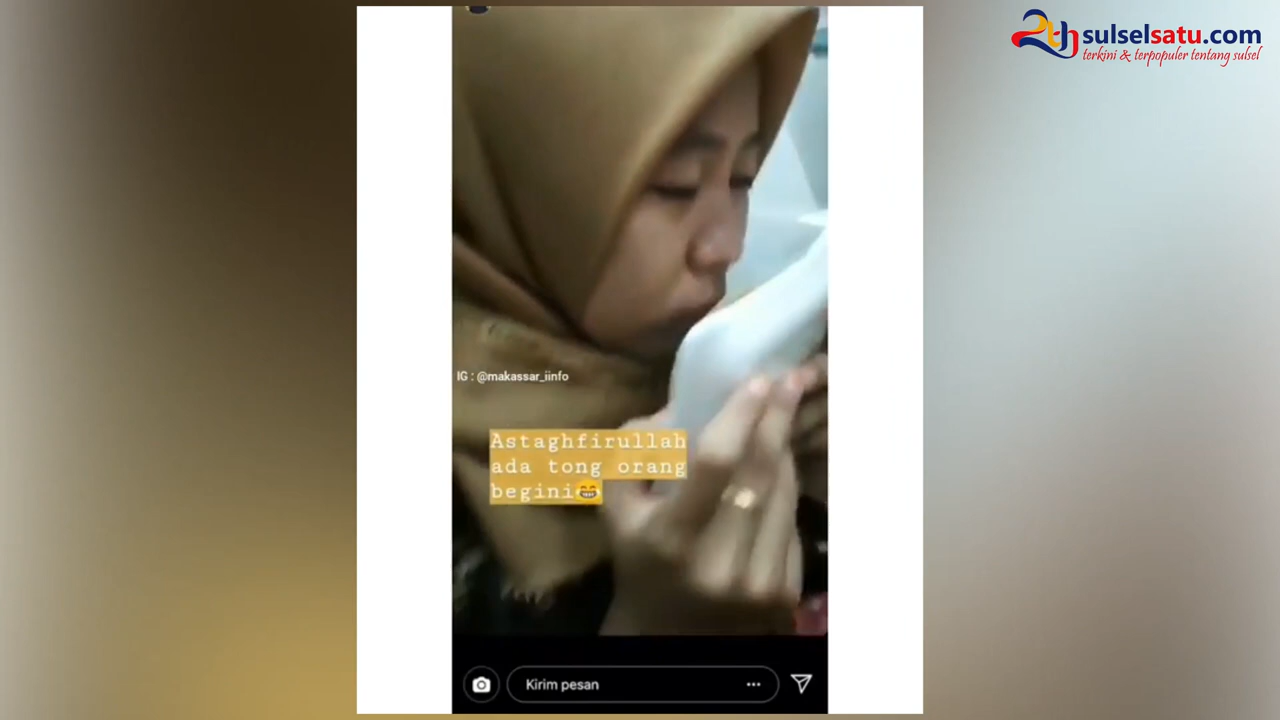 sulselsatu.com
terkini & terpopuler tentang sulsel
IG : @makassar_iinfo
Astaghfirullah
ada tong orang
begini😂
Kirim pesan